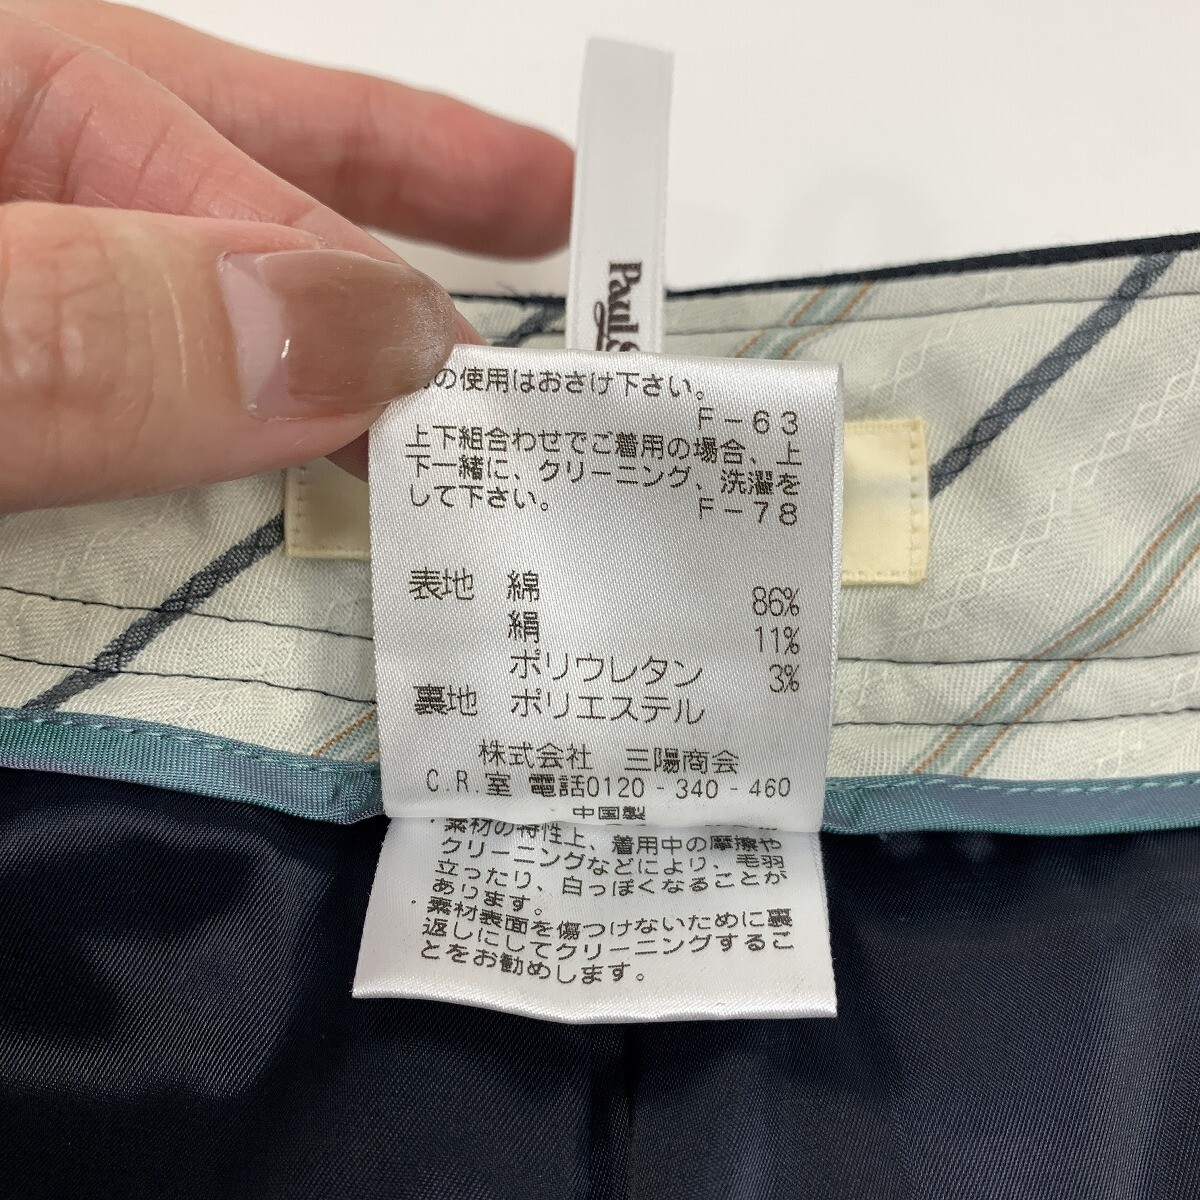 Paul S
の使用はおさけ下さい。
F-63
上下組合わせでご着用の場合、上
下一緒に、クリーニング、洗濯を
して下さい。 F-78
表地 綿 86%
絹 11%
ポリウレタン 3%
裏地 ポリエステル
株式会社 三陽商会
C.R.室 電話0120-340-460
中国製
・素材の特性上、着用中の摩擦や
クリーニングなどにより、毛羽
立ったり、白っぽくなることが
あります。
・素材表面を傷つけないために裏
返しにしてクリーニングするこ
とをお勧めします。